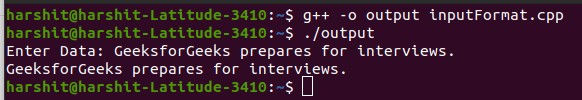 harshit@harshit-Latitude-3410:~$ g++ -o output inputFormat.cpp
harshit@harshit-Latitude-3410:~$ ./output
Enter Data: GeeksforGeeks prepares for interviews.
GeeksforGeeks prepares for interviews.
harshit@harshit-Latitude-3410:~$